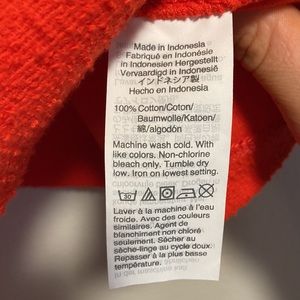 Made in Indonesia
Fabriqué en Indonésie
in Indonesien Hergestellt
Vervaardigd in Indonesië
インドネシア製
Hecho en Indonesia
100% Cotton/Coton/
Baumwolle/Katoen/
綿/algodón
Machine wash cold. With
like colors. Non-chlorine
bleach only. Tumble dry
low. Iron on lowest setting.
30
Laver à la machine à l'eau
froide. Avec des couleurs
similaires. Agent de
blanchiment non chloré
seulement. Sécher au
sèche-linge au cycle doux.
Repasser à la plus basse
température.